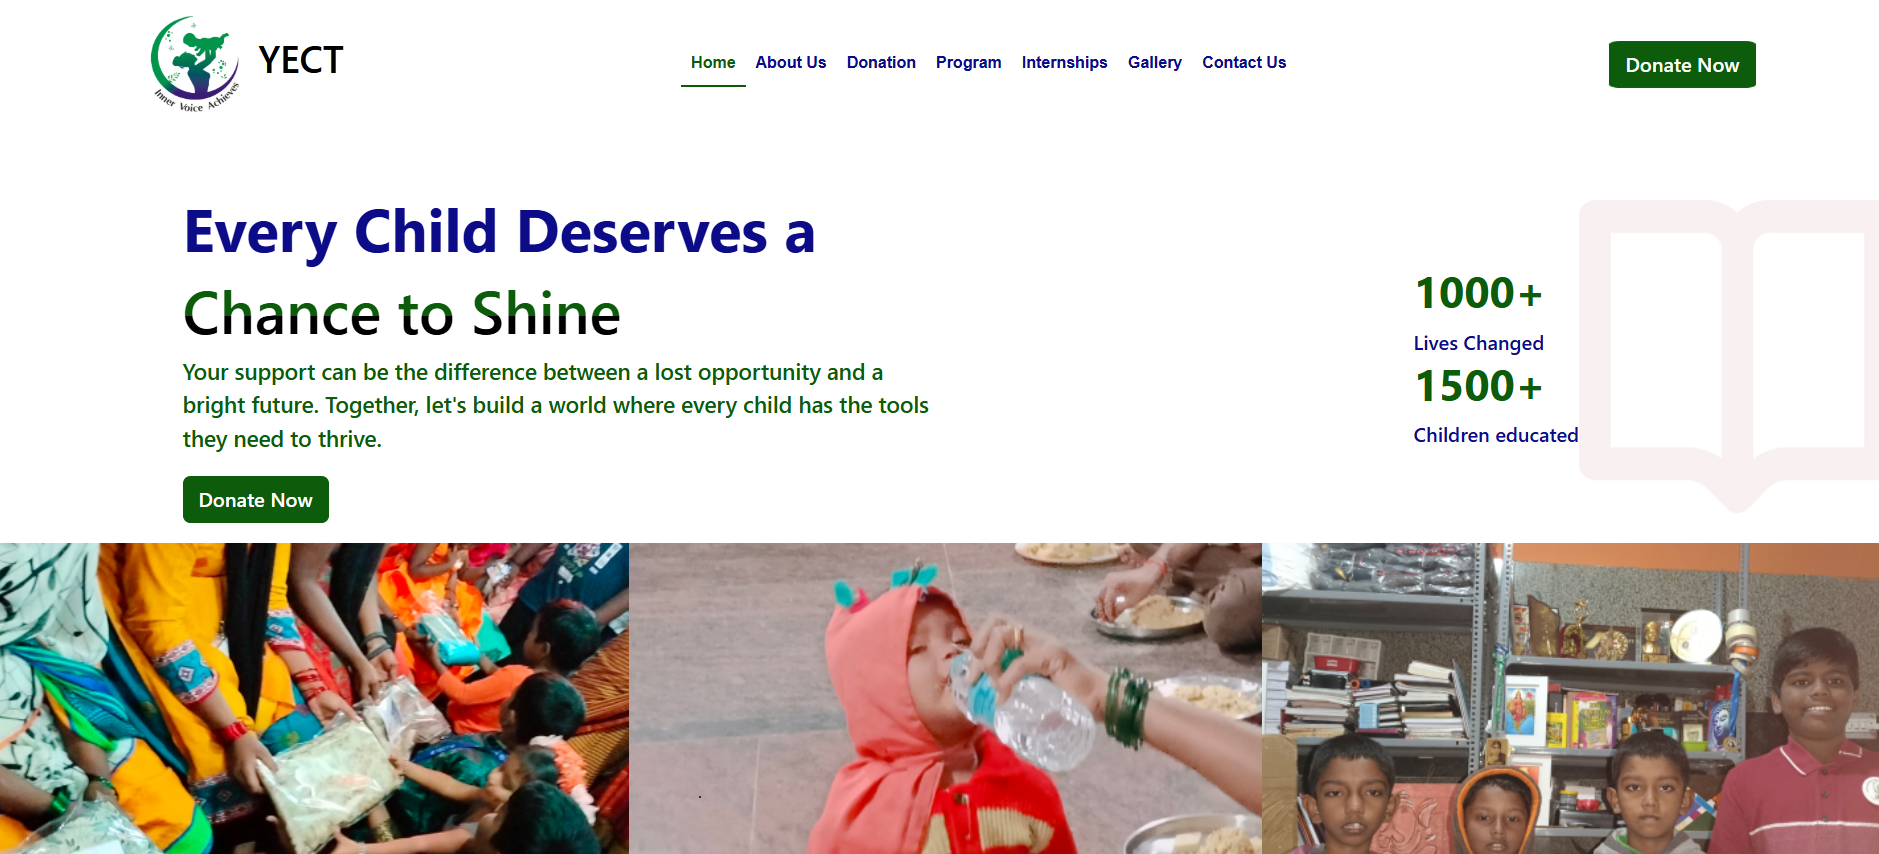 Inner Voice Achieves
YECT
Home About Us Donation Program Internships Gallery Contact Us
Donate Now
Every Child Deserves a
Chance to Shine
Your support can be the difference between a lost opportunity and a
bright future. Together, let's build a world where every child has the tools
they need to thrive.
Donate Now
1000+
Lives Changed
1500+
Children educated